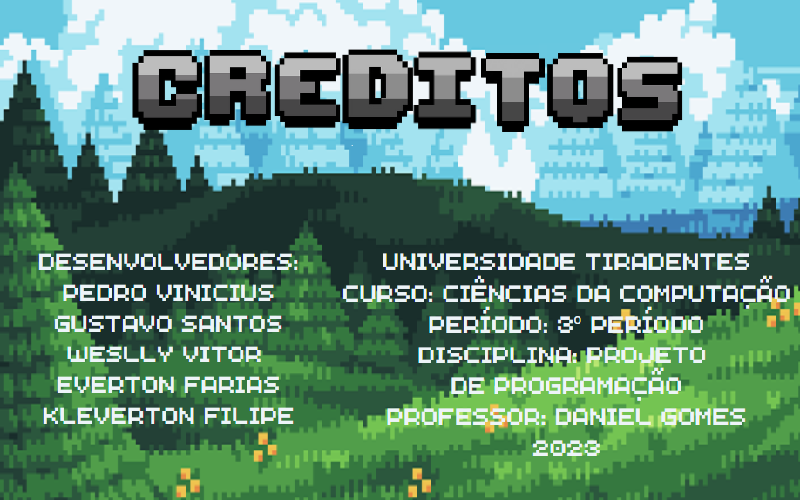 CREDITOS
DESENVOLVEDORES:
PEDRO VINICIUS
GUSTAVO SANTOS
WESLLY VITOR
EVERTON FARIAS
KLEVERTON FILIPE
UNIVERSIDADE TIRADENTES
CURSO: CIÊNCIAS DA COMPUTAÇÃO
PERÍODO: 3º PERÍODO
DISCIPLINA: PROJETO
DE PROGRAMAÇÃO
PROFESSOR: DANIEL GOMES
2023